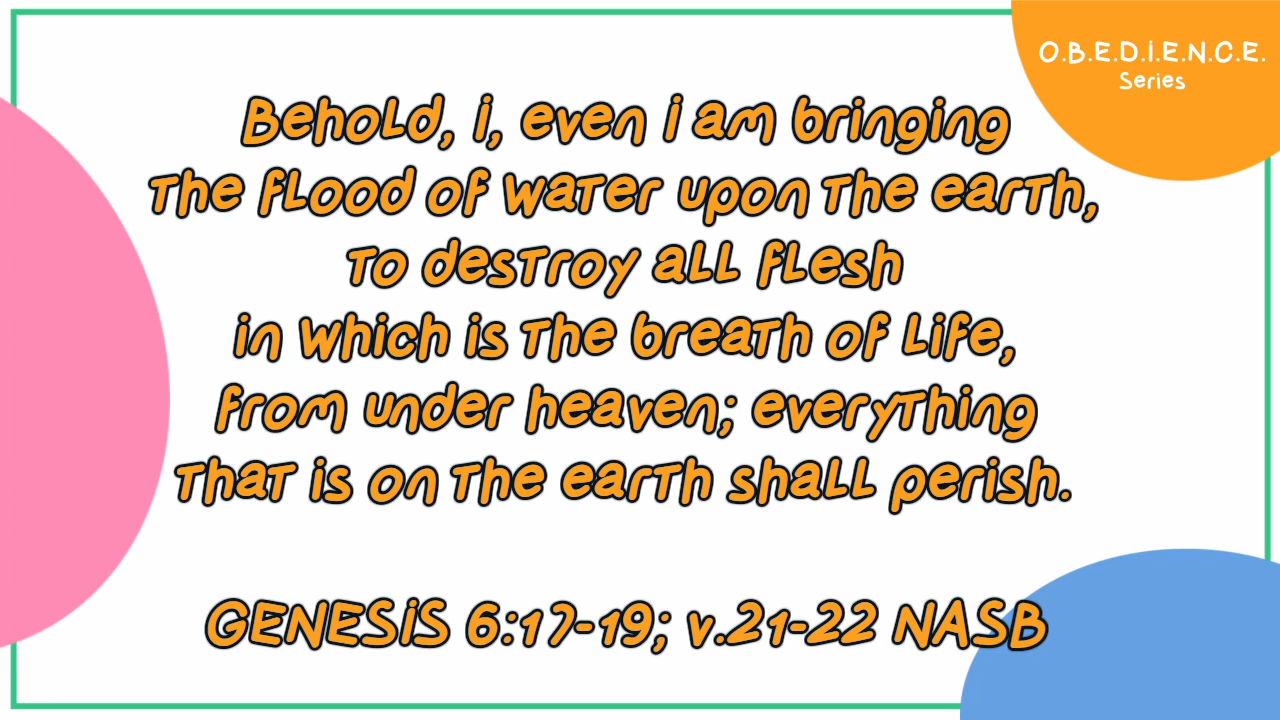 O.B.E.D.i.E.N.C.E.
Series
Behold, i, even i am bringing
the flood of water upon the earth,
to destroy all flesh
in which is the breath of life,
from under heaven; everything
that is on the earth shall perish.
GENESiS 6:17-19; v.21-22 NASB